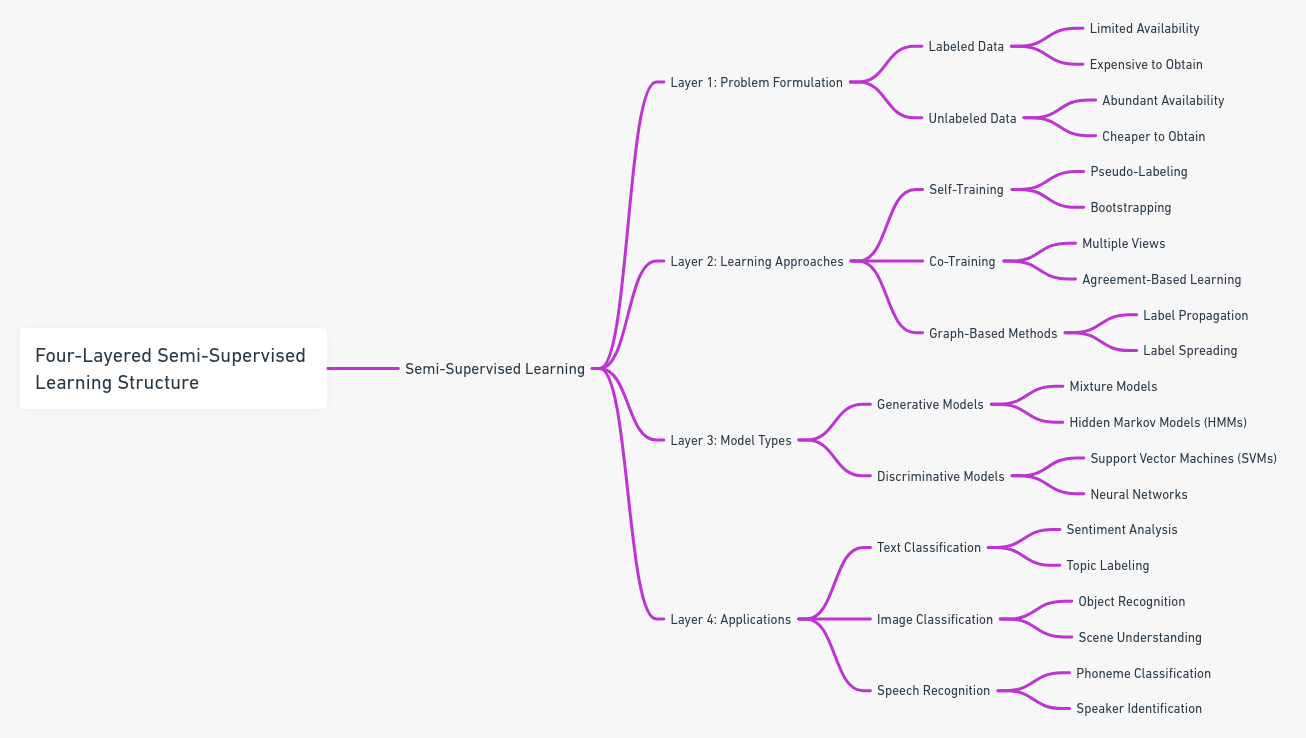 Four-Layered Semi-Supervised
Learning Structure
Semi-Supervised Learning
Layer 1: Problem Formulation
Labeled Data
Limited Availability
Expensive to Obtain
Unlabeled Data
Abundant Availability
Cheaper to Obtain
Layer 2: Learning Approaches
Self-Training
Pseudo-Labeling
Bootstrapping
Co-Training
Multiple Views
Agreement-Based Learning
Graph-Based Methods
Label Propagation
Label Spreading
Layer 3: Model Types
Generative Models
Mixture Models
Hidden Markov Models (HMMs)
Discriminative Models
Support Vector Machines (SVMs)
Neural Networks
Layer 4: Applications
Text Classification
Sentiment Analysis
Topic Labeling
Image Classification
Object Recognition
Scene Understanding
Speech Recognition
Phoneme Classification
Speaker Identification